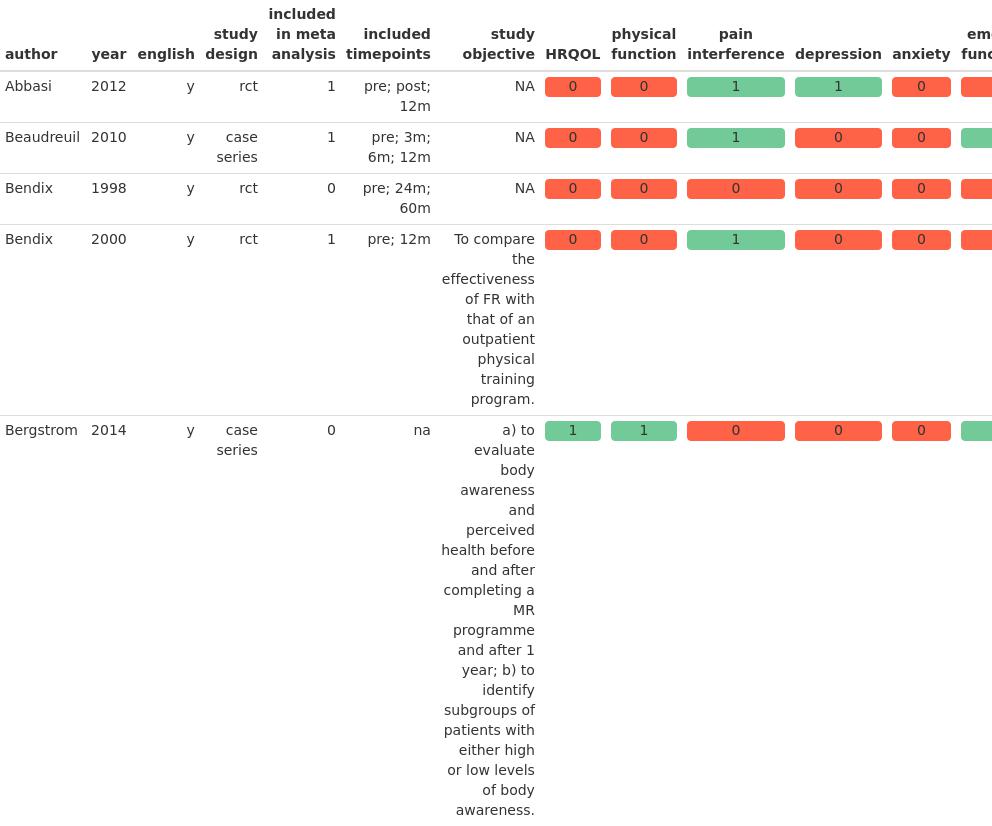 author year english study design included in meta analysis included timepoints study objective HRQOL physical function pain interference depression anxiety
Abbasi 2012 y rct 1 pre; post; 12m NA 0 0 1 1 0
Beaudreuil 2010 y case series 1 pre; 3m; 6m; 12m NA 0 0 1 0 0
Bendix 1998 y rct 0 pre; 24m; 60m NA 0 0 0 0 0
Bendix 2000 y rct 1 pre; 12m To compare 0 0 1 0 0
the
effectiveness
of FR with
that of an
outpatient
physical
training
program.
Bergstrom 2014 y case series 0 na a) to 1 1 0 0 0
evaluate
body
awareness
and
perceived
health before
and after
completing a
MR
programme
and after 1
year; b) to
identify
subgroups of
patients with
either high
or low levels
of body
awareness.